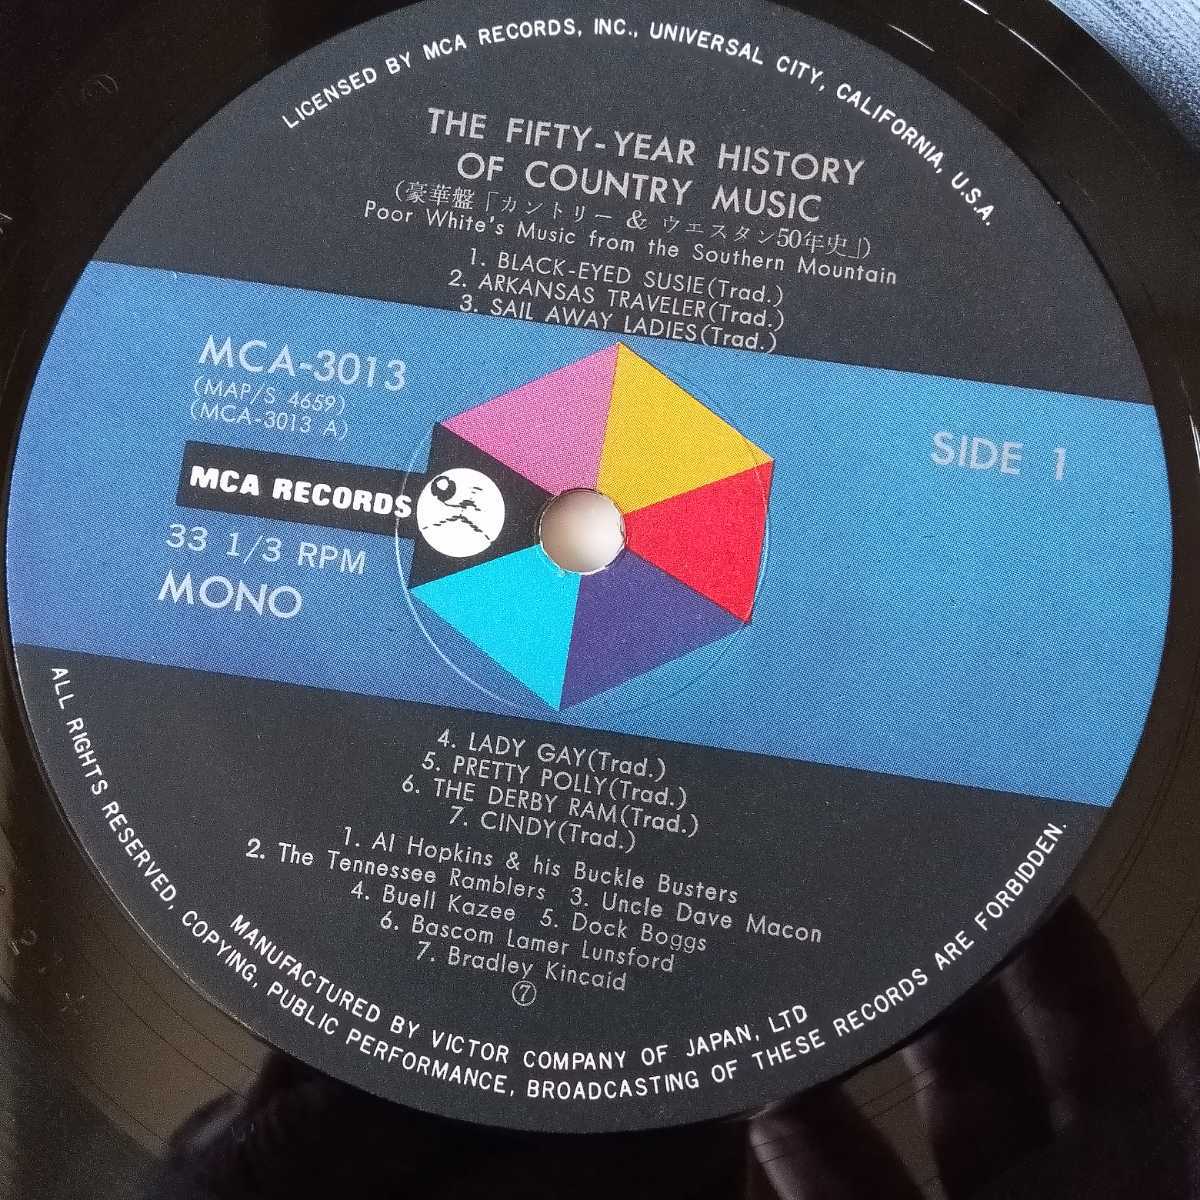 LICENSED BY MCA RECORDS, INC., UNIVERSAL CITY, CALIFORNIA, U.S.A.
THE FIFTY-YEAR HISTORY
OF COUNTRY MUSIC
(豪華盤「カントリー & ウエスタン50年史」)
Poor White's Music from the Southern Mountain
1. BLACK-EYED SUSIE(Trad.)
2. ARKANSAS TRAVELER(Trad.)
3. SAIL AWAY LADIES(Trad.)
MCA-3013
(MAP/S 4659)
(MCA-3013 A)
SIDE 1
MCA RECORDS
33 1/3 RPM
MONO
4. LADY GAY(Trad.)
5. PRETTY POLLY(Trad.)
6. THE DERBY RAM(Trad.)
7. CINDY(Trad.)
1. Al Hopkins & his Buckle Busters
2. The Tennessee Ramblers 3. Uncle Dave Macon
4. Buell Kazee 5. Dock Boggs
6. Bascom Lamer Lunsford
7. Bradley Kincaid
⑦
MANUFACTURED BY VICTOR COMPANY OF JAPAN, LTD
ALL RIGHTS RESERVED, COPYING, PUBLIC PERFORMANCE, BROADCASTING OF THESE RECORDS ARE FORBIDDEN.